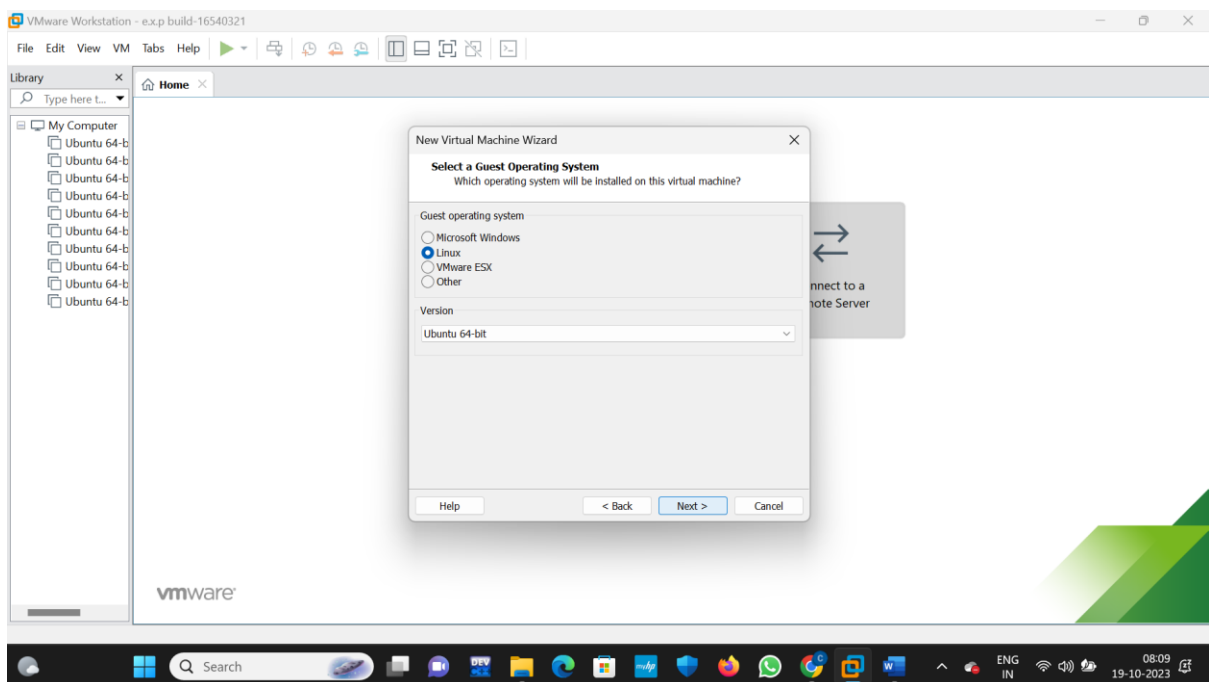 VMware Workstation - e.x.p build-16540321
File Edit View VM Tabs Help
Library
Home
Type here t...
My Computer
Ubuntu 64-b
Ubuntu 64-b
Ubuntu 64-b
Ubuntu 64-b
Ubuntu 64-b
Ubuntu 64-b
Ubuntu 64-b
Ubuntu 64-b
Ubuntu 64-b
Ubuntu 64-b
New Virtual Machine Wizard
Select a Guest Operating System
Which operating system will be installed on this virtual machine?
Guest operating system
Microsoft Windows
Linux
VMware ESX
Other
Version
Ubuntu 64-bit
Help
< Back
Next >
Cancel
nnect to a
note Server
vmware
Search
DEV
myhp
W
C
ENG
IN
08:09
19-10-2023